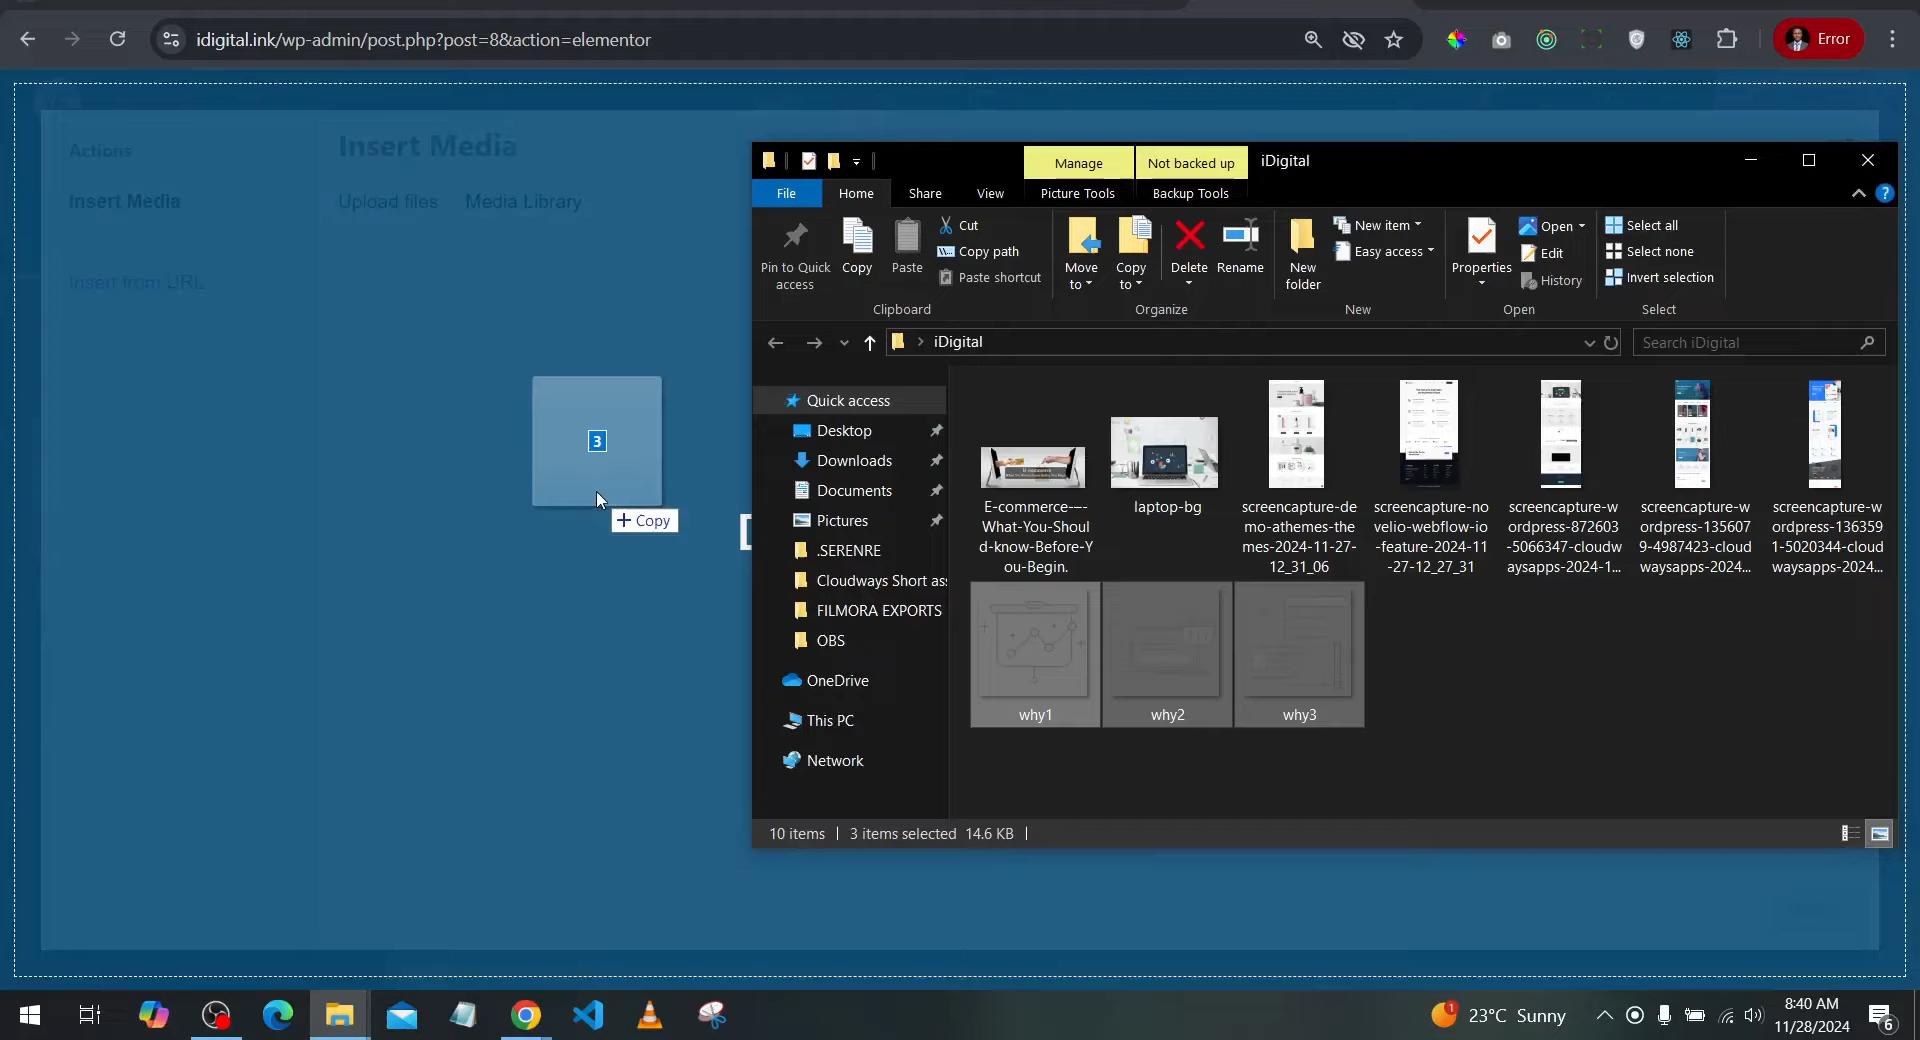 idigital.ink/wp-admin/post.php?post=8&action=elementor
Error
Actions
Insert Media
Insert Media
Upload files Media Library
Insert from URL
3
Copy
Manage
Not backed up
iDigital
File
Home
Share
View
Picture Tools
Backup Tools
Pin to Quick
access
Copy
Paste
Cut
Copy path
Paste shortcut
Clipboard
Move
to
Copy
to
Delete
Rename
Organize
New
folder
New item
Easy access
New
Properties
Open
Edit
History
Open
Select all
Select none
Invert selection
Select
iDigital
Search iDigital
Quick access
Desktop
Downloads
Documents
Pictures
.SERENRE
Cloudways Short ass
FILMORA EXPORTS
OBS
OneDrive
This PC
Network
E-commerce-–-
What-You-Shoul
d-know-Before-Y
ou-Begin.
laptop-bg
screencapture-de
mo-athemes-the
mes-2024-11-27-
12_31_06
screencapture-no
velio-webflow-io
-feature-2024-11
-27-12_27_31
screencapture-w
ordpress-872603
-5066347-cloudw
aysapps-2024-1...
screencapture-w
ordpress-135607
9-4987423-cloud
waysapps-2024...
screencapture-w
ordpress-136359
1-5020344-cloud
waysapps-2024...
why1
why2
why3
10 items
3 items selected 14.6 KB
1
23°C Sunny
8:40 AM
11/28/2024
6